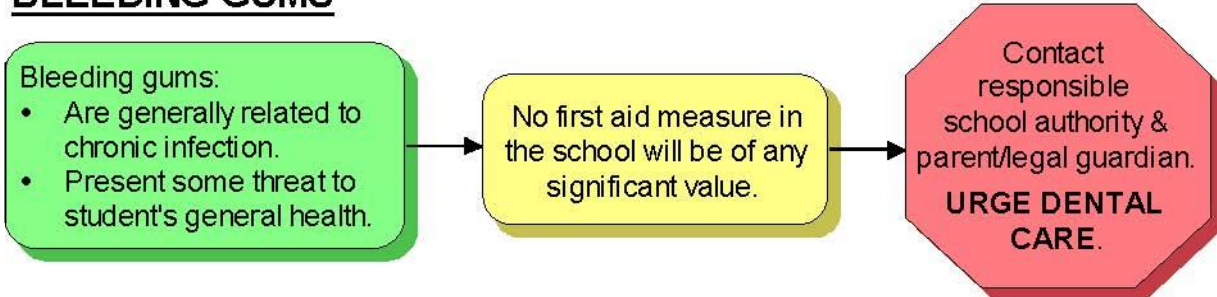 BLEEDING GUMS
Bleeding gums:
• Are generally related to
chronic infection.
• Present some threat to
student's general health.
No first aid measure in
the school will be of any
significant value.
Contact
responsible
school authority &
parent/legal guardian.
URGE DENTAL
CARE.